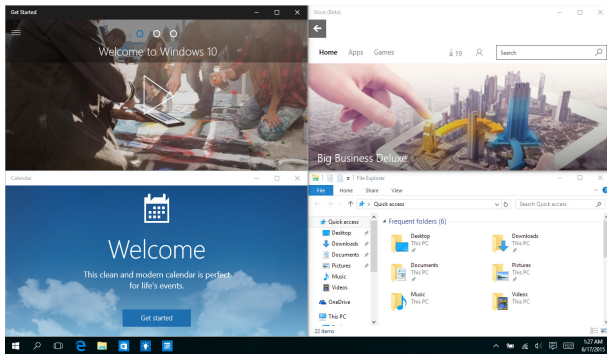 Get Started
Welcome to Windows 10
Store (Beta)
Home Apps Games 19 Search
Big Business Deluxe
Calendar
Welcome
This clean and modern calendar is perfect
for life's events.
Get started
File Explorer
File Home Share View
Quick access
Search Quick access
Quick access
Desktop
Downloads
Documents
Pictures
Music
Videos
OneDrive
This PC
Frequent folders (6)
Desktop
This PC
Downloads
This PC
Documents
This PC
Pictures
This PC
Music
This PC
Videos
This PC
22 items
1:27 AM
6/17/2015